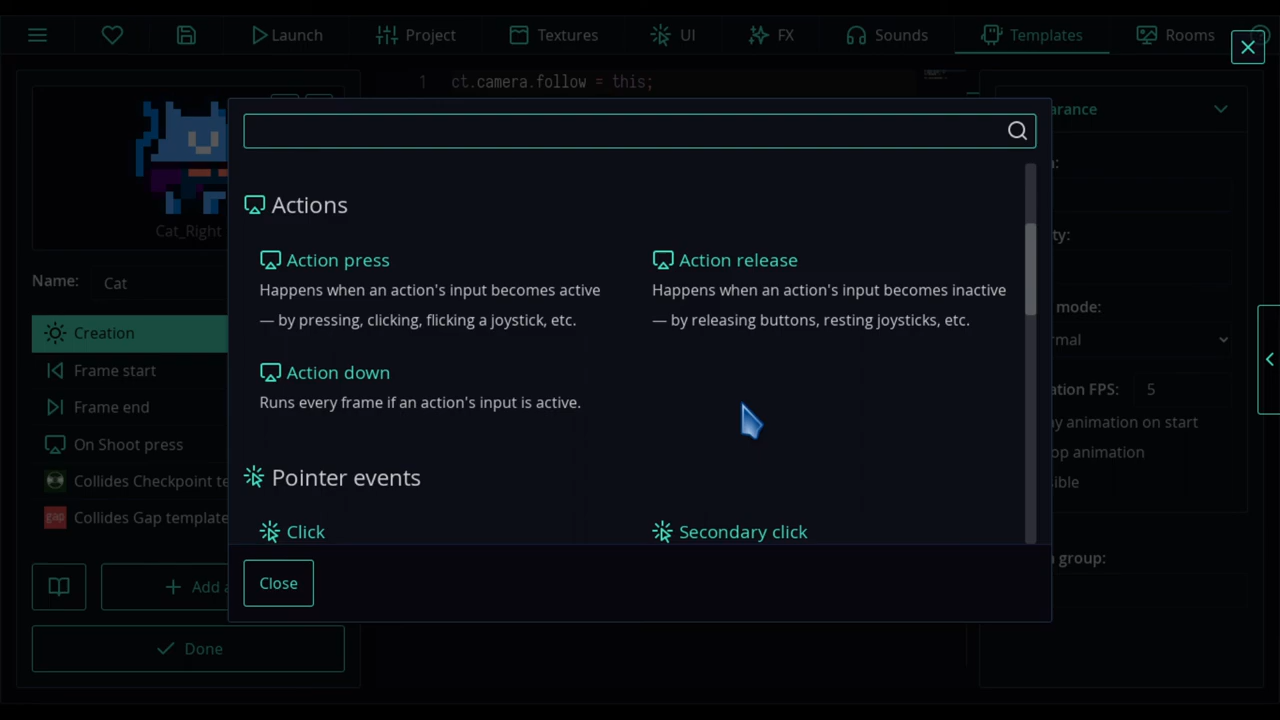 Launch
Project
Textures
UI
FX
Sounds
Templates
Rooms
1 ct.camera.follow = this;
Cat_Right
Name: Cat
Creation
Frame start
Frame end
On Shoot press
Collides Checkpoint te
gap Collides Gap template
Add a
Done
Actions
Action press
Happens when an action's input becomes active
— by pressing, clicking, flicking a joystick, etc.
Action release
Happens when an action's input becomes inactive
— by releasing buttons, resting joysticks, etc.
Action down
Runs every frame if an action's input is active.
Pointer events
Click
Secondary click
Close
arance
ty:
mode:
mal
ation FPS: 5
ay animation on start
op animation
ible
group: